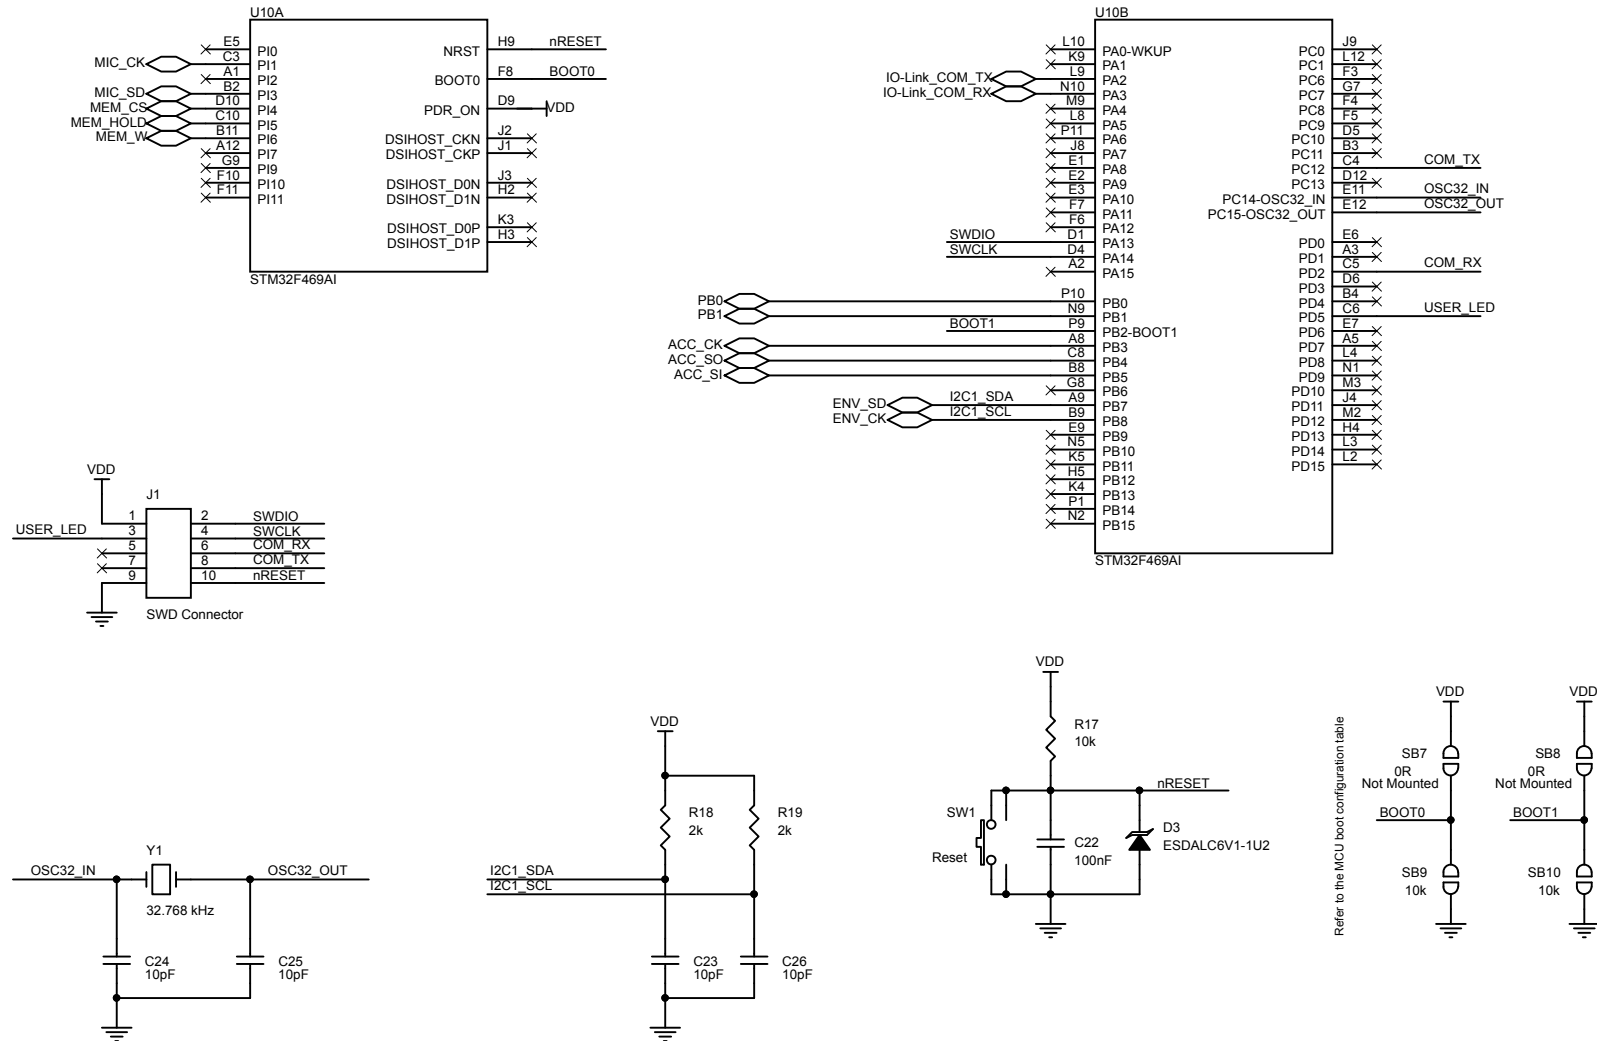 U10A
E5 PI0
MIC_CK C3 PI1
A1 PI2
MIC_SD B2 PI3
MEM_CS D10 PI4
MEM_HOLD C10 PI5
MEM_W B11 PI6
A12 PI7
G9 PI9
F10 PI10
F11 PI11
NRST H9 nRESET
BOOT0 F8 BOOT0
PDR_ON D9 VDD
DSIHOST_CKN J2
DSIHOST_CKP J1
DSIHOST_D0N J3
DSIHOST_D1N H2
DSIHOST_D0P K3
DSIHOST_D1P H3
STM32F469AI
U10B
L10 PA0-WKUP
K9 PA1
IO-Link_COM_TX L9 PA2
IO-Link_COM_RX N10 PA3
M9 PA4
L8 PA5
P11 PA6
J8 PA7
E1 PA8
E2 PA9
E3 PA10
F7 PA11
F6 PA12
SWDIO D1 PA13
SWCLK D4 PA14
A2 PA15
PB0 P10 PB0
PB1 N9 PB1
BOOT1 P9 PB2-BOOT1
ACC_CK A8 PB3
ACC_SO C8 PB4
ACC_SI B8 PB5
G8 PB6
ENV_SD I2C1_SDA A9 PB7
ENV_CK I2C1_SCL B9 PB8
E9 PB9
N5 PB10
K5 PB11
H5 PB12
K4 PB13
P1 PB14
N2 PB15
PC0 J9
PC1 L12
PC6 F3
PC7 G7
PC8 F4
PC9 F5
PC10 D5
PC11 B3
PC12 C4 COM_TX
PC13 D12
PC14-OSC32_IN E11 OSC32_IN
PC15-OSC32_OUT E12 OSC32_OUT
PD0 E6
PD1 A3
PD2 C5 COM_RX
PD3 D6
PD4 B4
PD5 C6 USER_LED
PD6 E7
PD7 A5
PD8 L4
PD9 N1
PD10 M3
PD11 J4
PD12 M2
PD13 H4
PD14 L3
PD15 L2
STM32F469AI
VDD
J1
1 2 SWDIO
USER_LED 3 4 SWCLK
5 6 COM_RX
7 8 COM_TX
9 10 nRESET
SWD Connector
OSC32_IN Y1 OSC32_OUT
32.768 kHz
C24
10pF
C25
10pF
VDD
R18
2k
R19
2k
I2C1_SDA
I2C1_SCL
C23
10pF
C26
10pF
VDD
R17
10k
nRESET
SW1
Reset
C22
100nF
D3
ESDALC6V1-1U2
Refer to the MCU boot configuration table
VDD
SB7
0R
Not Mounted
BOOT0
SB9
10k
VDD
SB8
0R
Not Mounted
BOOT1
SB10
10k